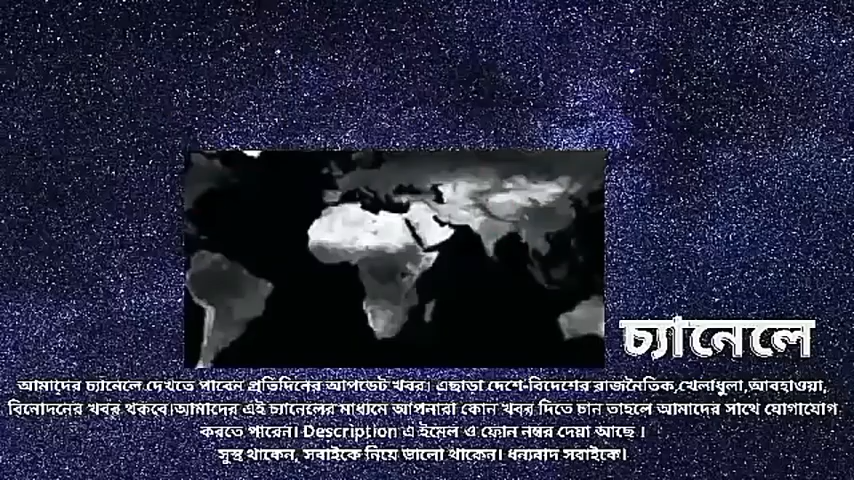 চ্যানেলে
আমাদের চ্যানেলে দেখতে পাবেন প্রতিদিনের আপডেট খবর। এছাড়া দেশে-বিদেশের রাজনৈতিক,খেলাধুলা,আবহাওয়া,
বিনোদনের খবর থকবে।আমাদের এই চ্যানেলের মাধ্যমে আপনারা কোন খবর দিতে চান তাহলে আমাদের সাথে যোগাযোগ
করতে পারেন। Description এ ইমেল ও ফোন নম্বর দেয়া আছে ।
সুস্থ থাকেন, সবাইকে নিয়ে ভালো থাকেন। ধন্যবাদ সবাইকে।